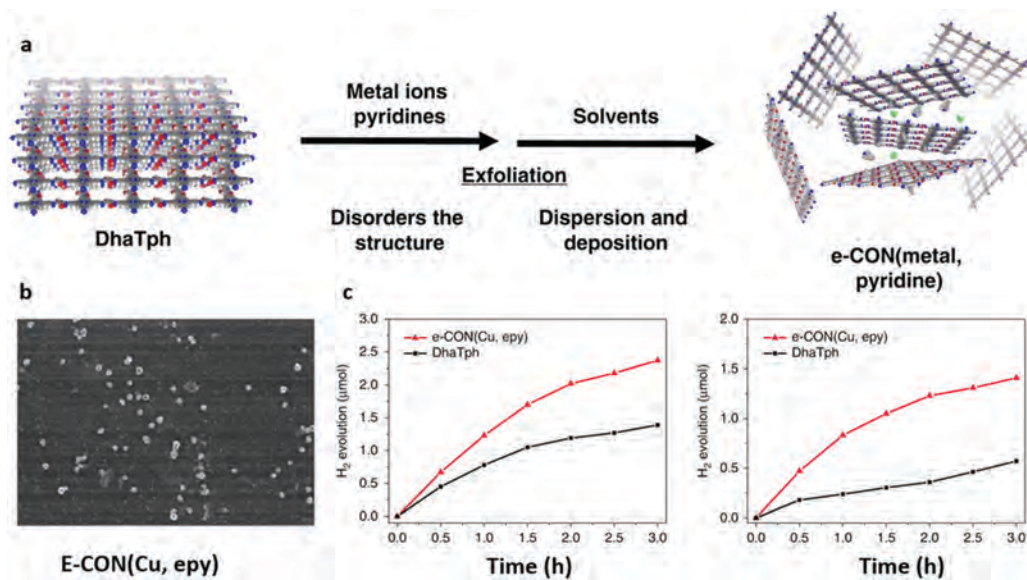 a
Metal ions
pyridines
Solvents
Exfoliation
Disorders the
structure
Dispersion and
deposition
DhaTph
e-CON(metal,
pyridine)
b
E-CON(Cu, epy)
c
3.0
2.5
2.0
1.5
1.0
0.5
0.0
H₂ evolution (μmol)
e-CON(Cu, epy)
DhaTph
0.0 0.5 1.0 1.5 2.0 2.5 3.0
Time (h)
2.0
1.5
1.0
0.5
0.0
H₂ evolution (μmol)
e-CON(Cu, epy)
DhaTph
0.0 0.5 1.0 1.5 2.0 2.5 3.0
Time (h)